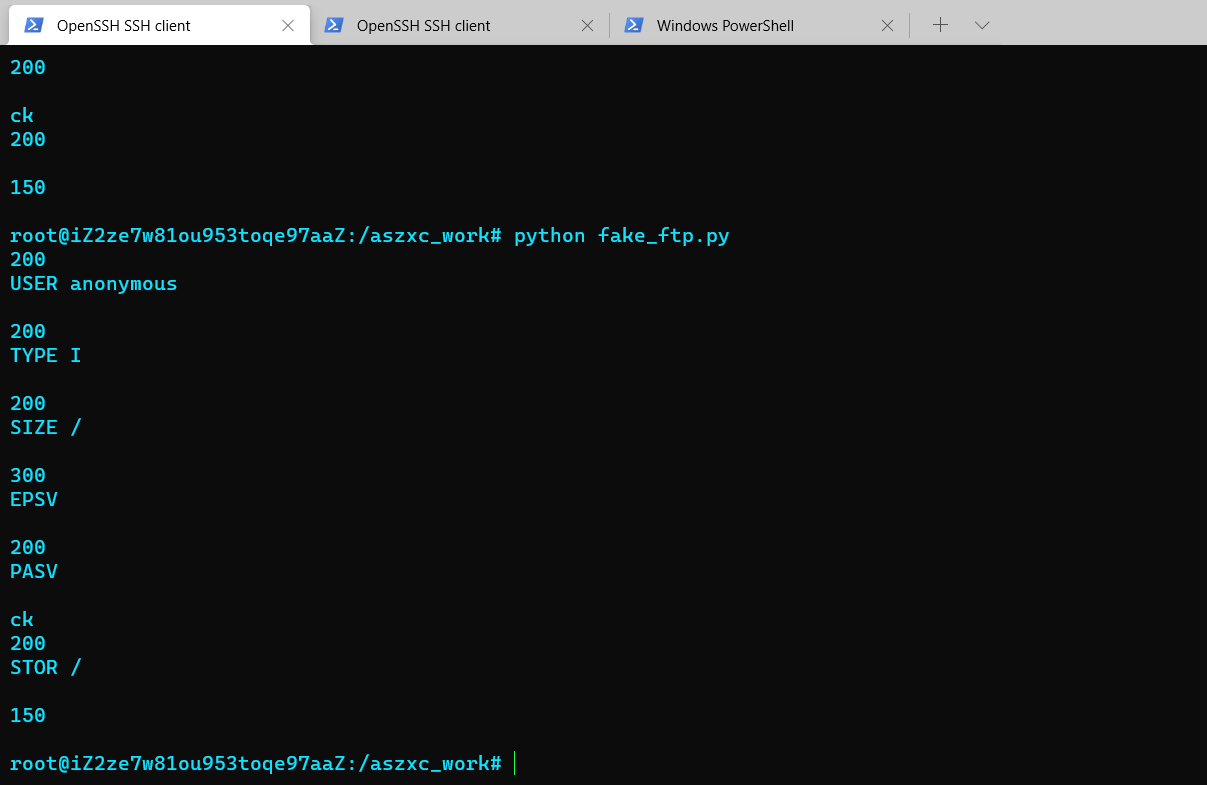 OpenSSH SSH client
OpenSSH SSH client
Windows PowerShell
200
ck
200
150
root@iZ2ze7w81ou953toqe97aaZ:/aszxc_work# python fake_ftp.py
200
USER anonymous
200
TYPE I
200
SIZE /
300
EPSV
200
PASV
ck
200
STOR /
150
root@iZ2ze7w81ou953toqe97aaZ:/aszxc_work#